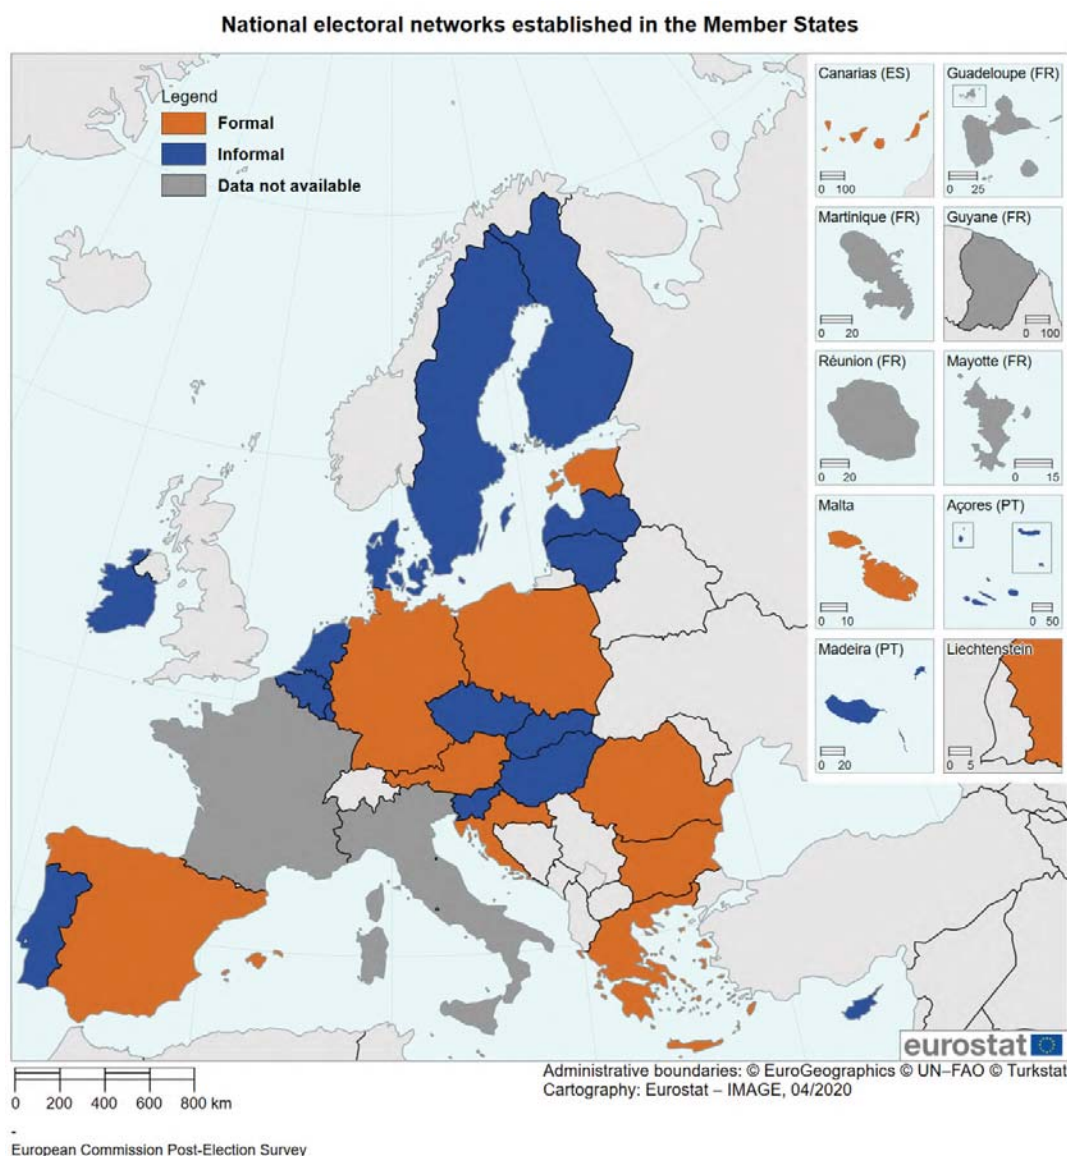 National electoral networks established in the Member States
Legend
Formal
Informal
Data not available
Canarias (ES)
0 100
Guadeloupe (FR)
0 25
Martinique (FR)
0 20
Guyane (FR)
0 100
Réunion (FR)
0 20
Mayotte (FR)
0 15
Malta
0 10
Açores (PT)
0 50
Madeira (PT)
0 20
Liechtenstein
0 5
eurostat
Administrative boundaries: © EuroGeographics © UN–FAO © Turkstat
Cartography: Eurostat – IMAGE, 04/2020
0 200 400 600 800 km
-
European Commission Post-Election Survey